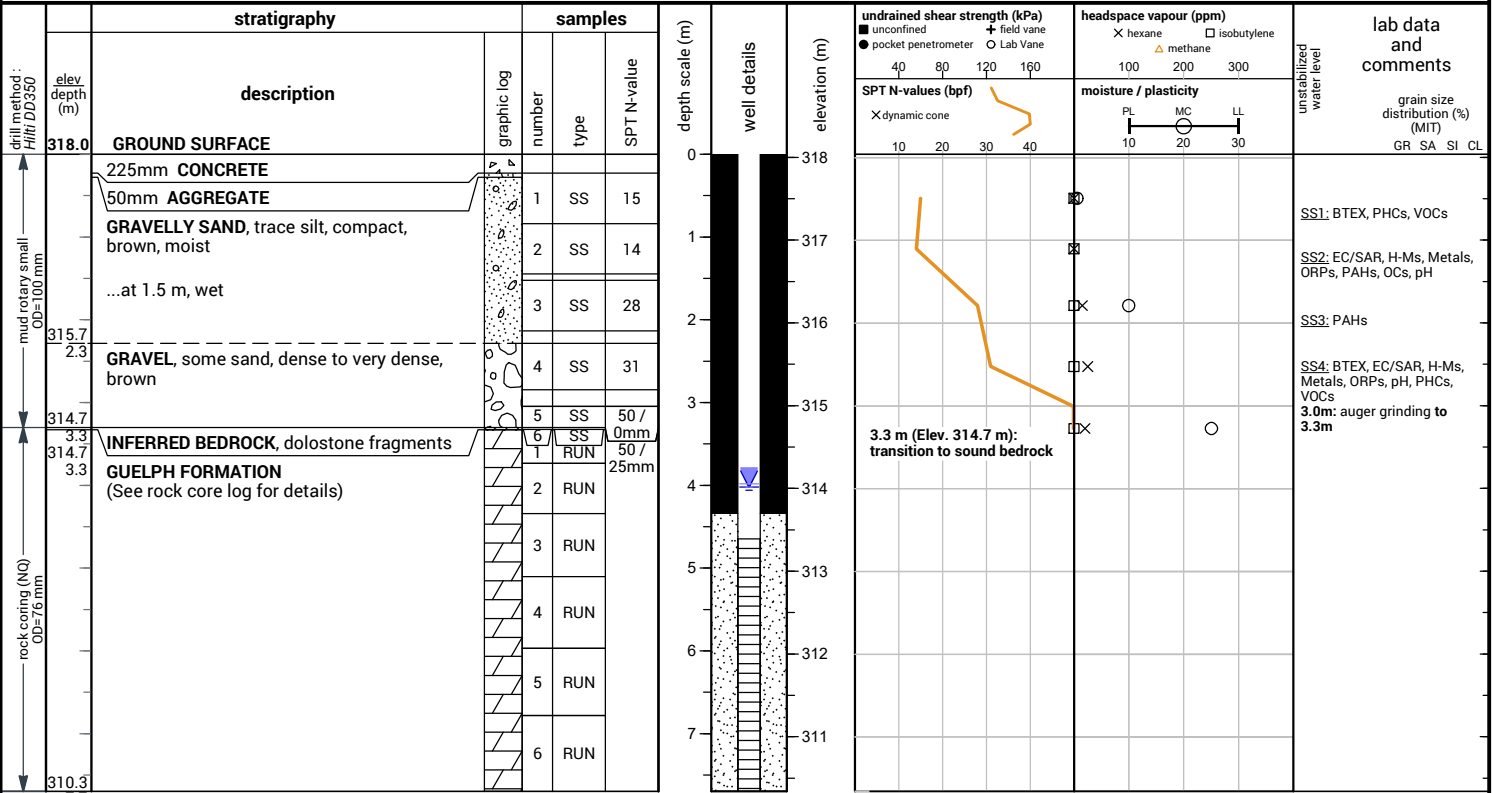 stratigraphy
samples
drill method :
Hilti DD350
elev
depth
(m)
description
graphic log
number
type
SPT N-value
depth scale (m)
well details
elevation (m)
undrained shear strength (kPa)
unconfined
field vane
pocket penetrometer
Lab Vane
40 80 120 160
headspace vapour (ppm)
hexane
isobutylene
methane
100 200 300
SPT N-values (bpf)
dynamic cone
10 20 30 40
moisture / plasticity
PL MC LL
10 20 30
unstabilized
water level
lab data
and
comments
grain size
distribution (%)
(MIT)
GR SA SI CL
318.0 GROUND SURFACE
225mm CONCRETE
50mm AGGREGATE
GRAVELLY SAND, trace silt, compact,
brown, moist
...at 1.5 m, wet
315.7
2.3
GRAVEL, some sand, dense to very dense,
brown
314.7
3.3
INFERRED BEDROCK, dolostone fragments
314.7
3.3
GUELPH FORMATION
(See rock core log for details)
310.3
mud rotary small
OD=100 mm
rock coring (NQ)
OD=76 mm
1 SS 15
2 SS 14
3 SS 28
4 SS 31
5 SS 50 /
0mm
6 SS 50 /
25mm
1 RUN
2 RUN
3 RUN
4 RUN
5 RUN
6 RUN
0
1
2
3
4
5
6
7
318
317
316
315
314
313
312
311
3.3 m (Elev. 314.7 m):
transition to sound bedrock
SS1: BTEX, PHCs, VOCs
SS2: EC/SAR, H-Ms, Metals,
ORPs, PAHs, OCs, pH
SS3: PAHs
SS4: BTEX, EC/SAR, H-Ms,
Metals, ORPs, pH, PHCs,
VOCs
3.0m: auger grinding to
3.3m